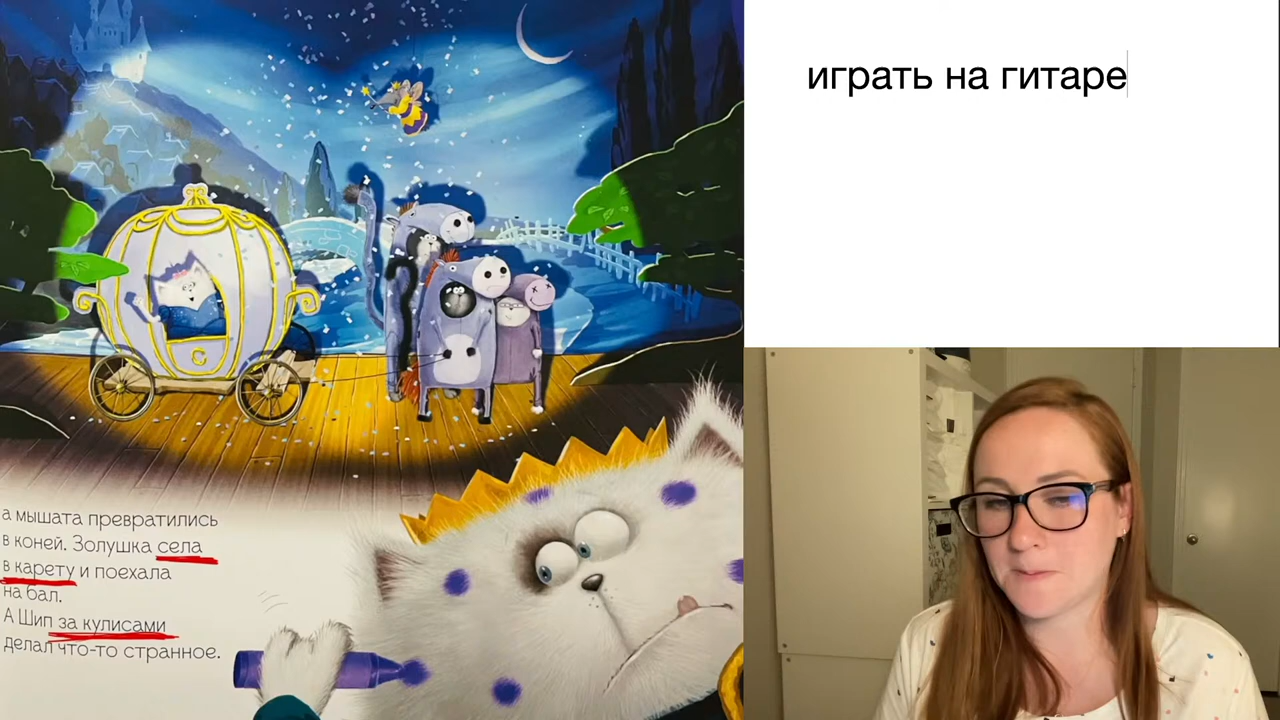 играть на гитаре
а мышата превратились
в коней. Золушка села
в карету и поехала
на бал.
А Шип за кулисами
делал что-то странное.
C